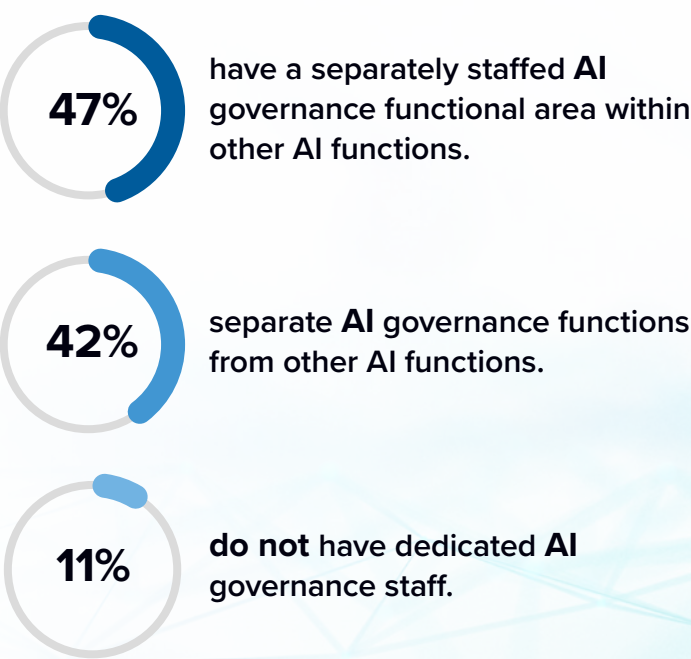 47%
have a separately staffed AI
governance functional area within
other AI functions.
42%
separate AI governance functions
from other AI functions.
11%
do not have dedicated AI
governance staff.